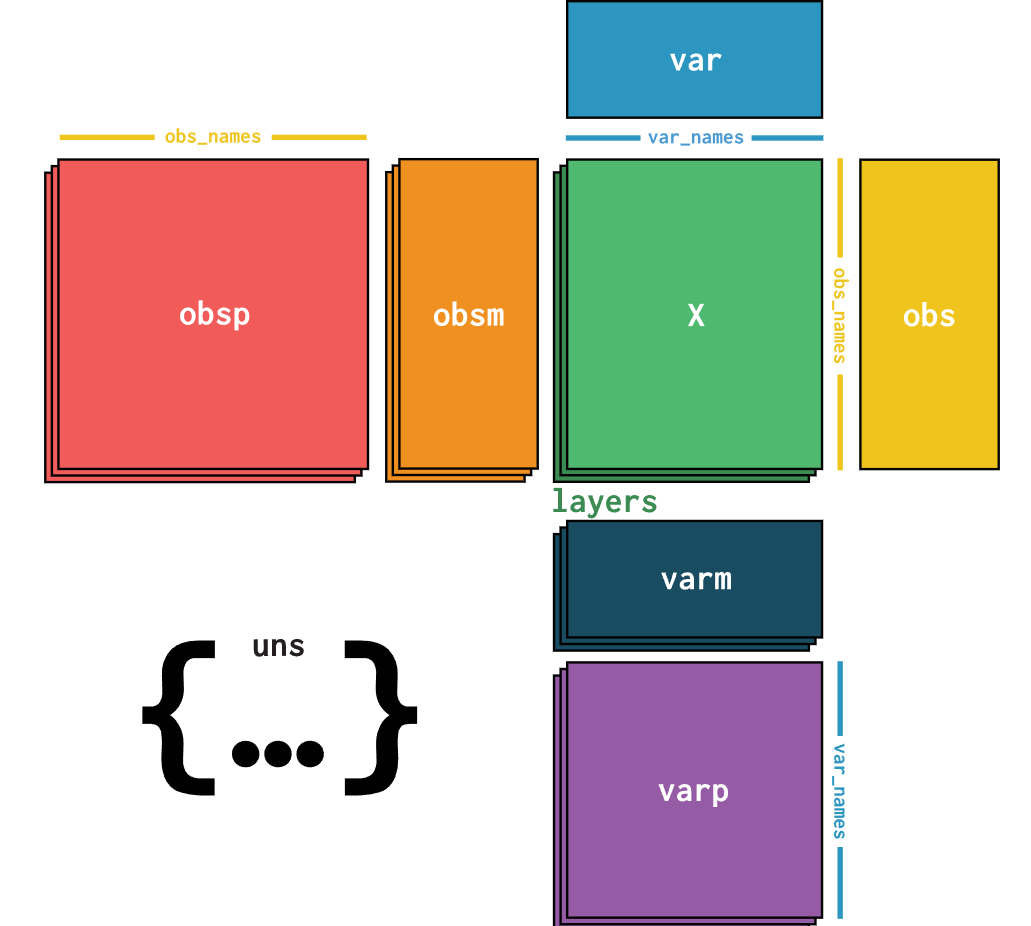 var
obs_names
var_names
obsp
obsm
X
obs_names
obs
layers
varm
uns
{...}
varp
var_names